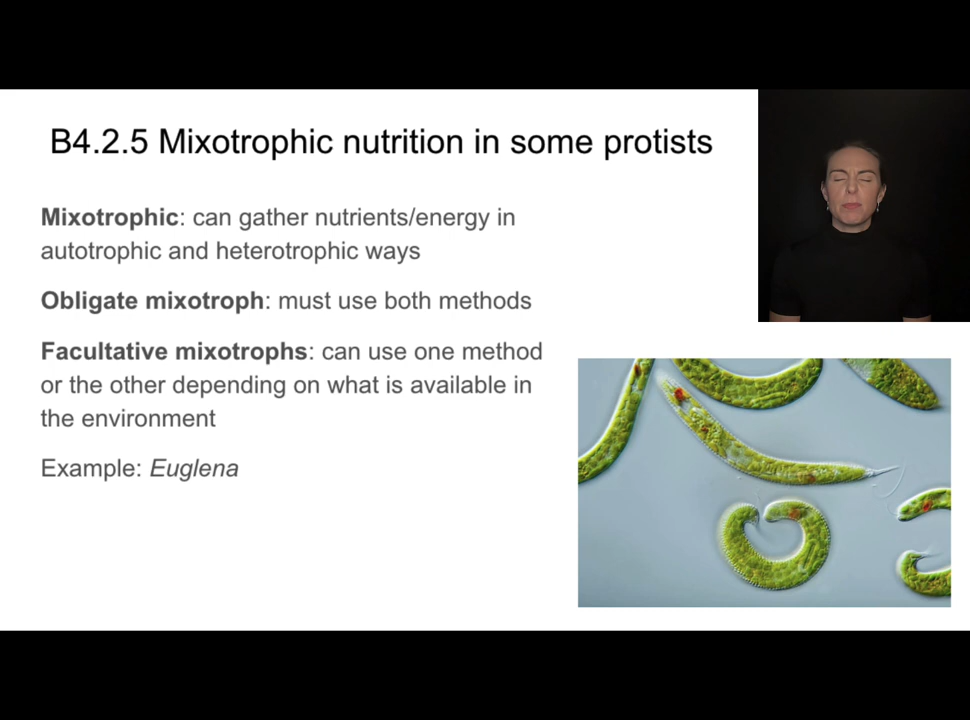 B4.2.5 Mixotrophic nutrition in some protists
Mixotrophic: can gather nutrients/energy in
autotrophic and heterotrophic ways
Obligate mixotroph: must use both methods
Facultative mixotrophs: can use one method
or the other depending on what is available in
the environment
Example: Euglena